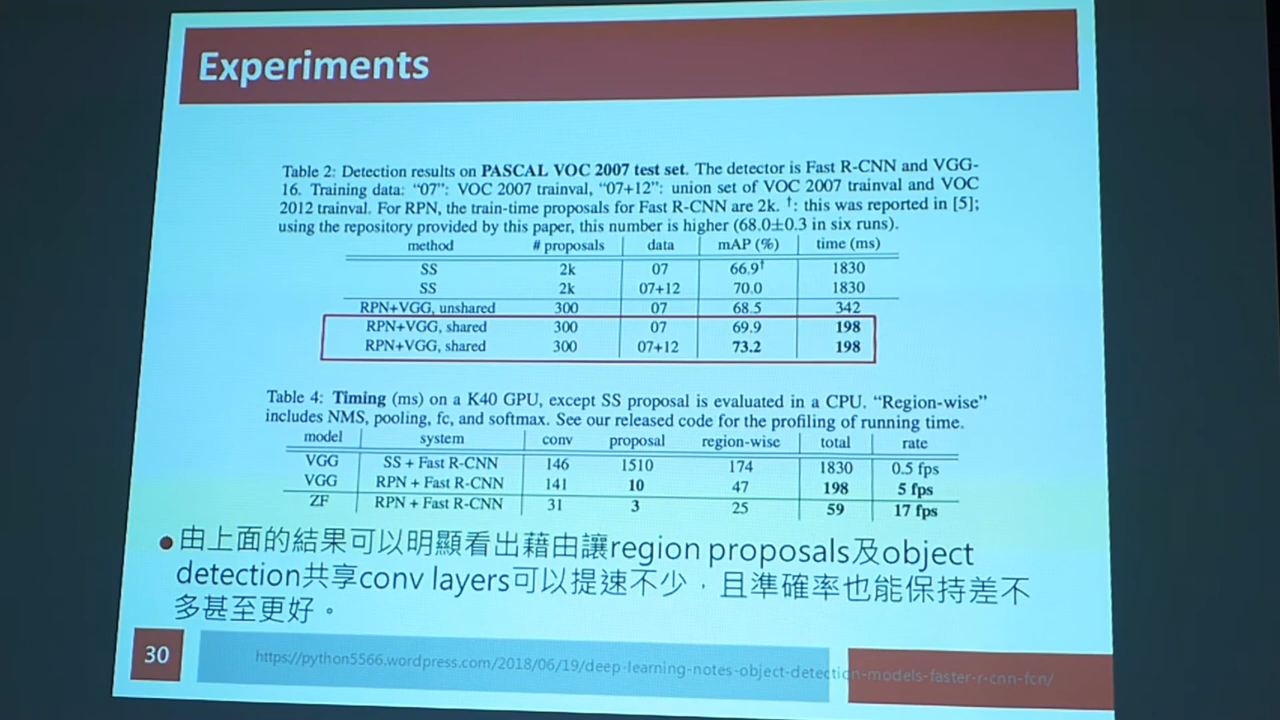 Experiments
Table 2: Detection results on PASCAL VOC 2007 test set. The detector is Fast R-CNN and VGG-
16. Training data: “07”: VOC 2007 trainval, “07+12”: union set of VOC 2007 trainval and VOC
2012 trainval. For RPN, the train-time proposals for Fast R-CNN are 2k. †: this was reported in [5];
using the repository provided by this paper, this number is higher (68.0±0.3 in six runs).
method # proposals data mAP (%) time (ms)
SS 2k 07 66.9† 1830
SS 2k 07+12 70.0 1830
RPN+VGG, unshared 300 07 68.5 342
RPN+VGG, shared 300 07 69.9 198
RPN+VGG, shared 300 07+12 73.2 198
Table 4: Timing (ms) on a K40 GPU, except SS proposal is evaluated in a CPU. “Region-wise”
includes NMS, pooling, fc, and softmax. See our released code for the profiling of running time.
model system conv proposal region-wise total rate
VGG SS + Fast R-CNN 146 1510 174 1830 0.5 fps
VGG RPN + Fast R-CNN 141 10 47 198 5 fps
ZF RPN + Fast R-CNN 31 3 25 59 17 fps
●由上面的結果可以明顯看出藉由讓region proposals及object
detection共享conv layers可以提速不少，且準確率也能保持差不
多甚至更好。
30
https://python5566.wordpress.com/2018/06/19/deep-learning-notes-object-detection-models-faster-r-cnn-fcn/